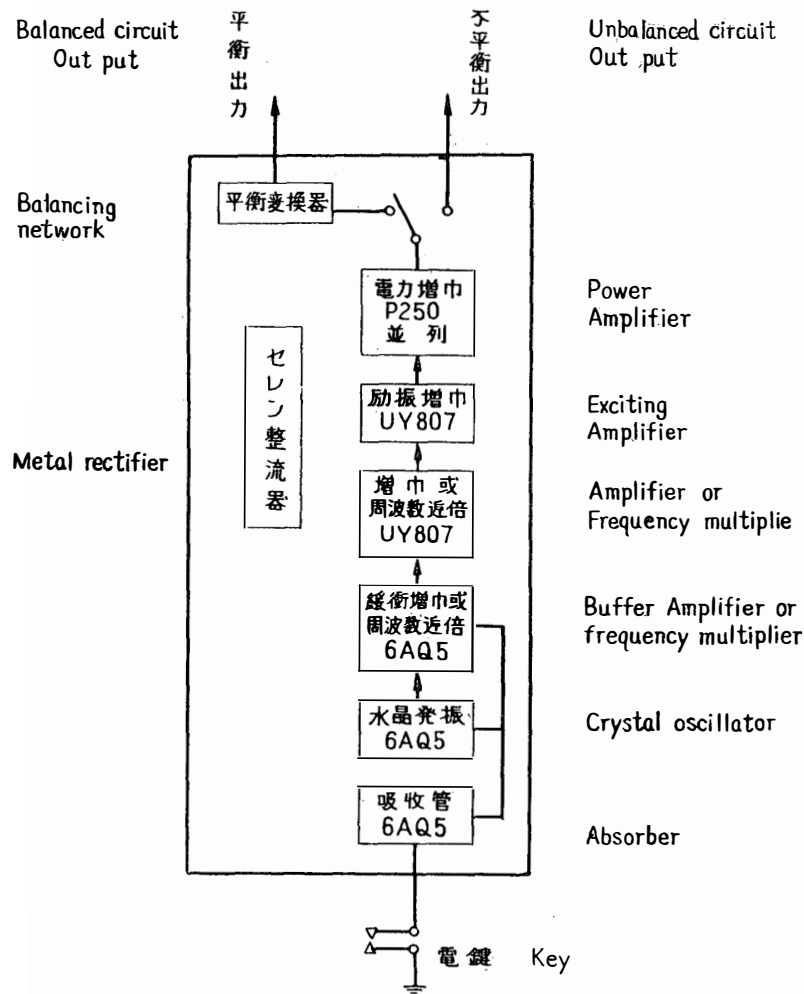 Balanced circuit
Out put
平衡出力
不平衡出力
Unbalanced circuit
Out put
Balancing
network
平衡変換器
電力増巾
P250
並列
Power
Amplifier
セレン整流器
Metal rectifier
励振増巾
UY807
Exciting
Amplifier
増巾或
周波数逓倍
UY807
Amplifier or
Frequency multiplie
緩衝増巾或
周波数逓倍
6AQ5
Buffer Amplifier or
frequency multiplier
水晶発振
6AQ5
Crystal oscillator
吸收管
6AQ5
Absorber
電鍵 Key